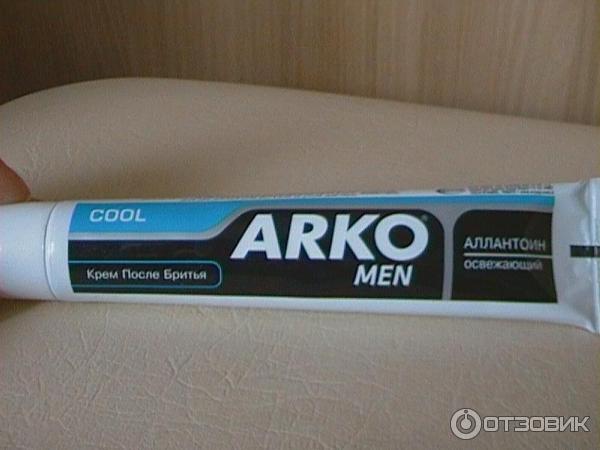 COOL
ARKO®
MEN
Крем После Бритья
АЛЛАНТОИН
освежающий
ОТЗОВИК